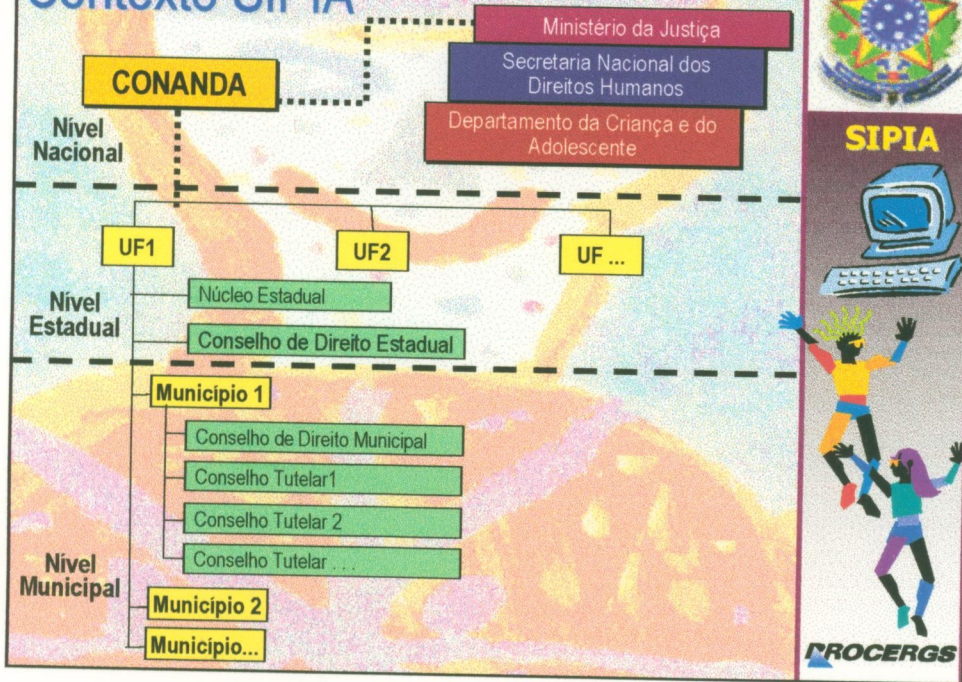 Contexto SIPIA
Ministério da Justiça
Secretaria Nacional dos
Direitos Humanos
Departamento da Criança e do
Adolescente
CONANDA
Nível
Nacional
SIPIA
UF1
UF2
UF ...
Nível
Estadual
Núcleo Estadual
Conselho de Direito Estadual
Município 1
Conselho de Direito Municipal
Conselho Tutelar1
Conselho Tutelar 2
Conselho Tutelar . . .
Nível
Municipal
Município 2
Município...
PROCERGS